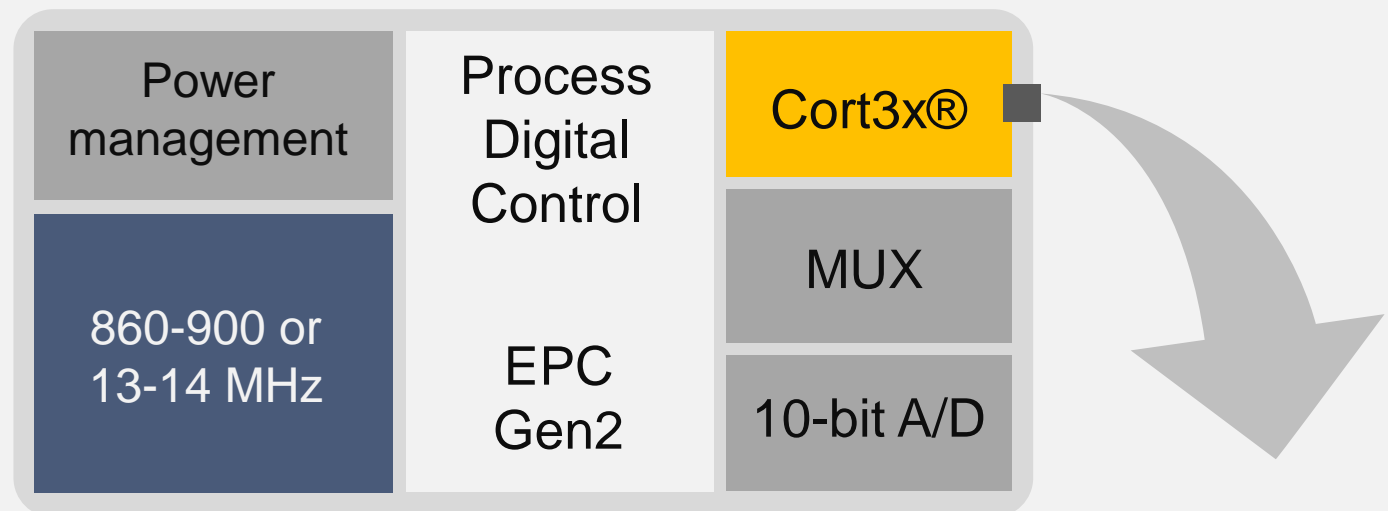 Power
management
860-900 or
13-14 MHz
Process
Digital
Control
EPC
Gen2
Cort3x®
MUX
10-bit A/D